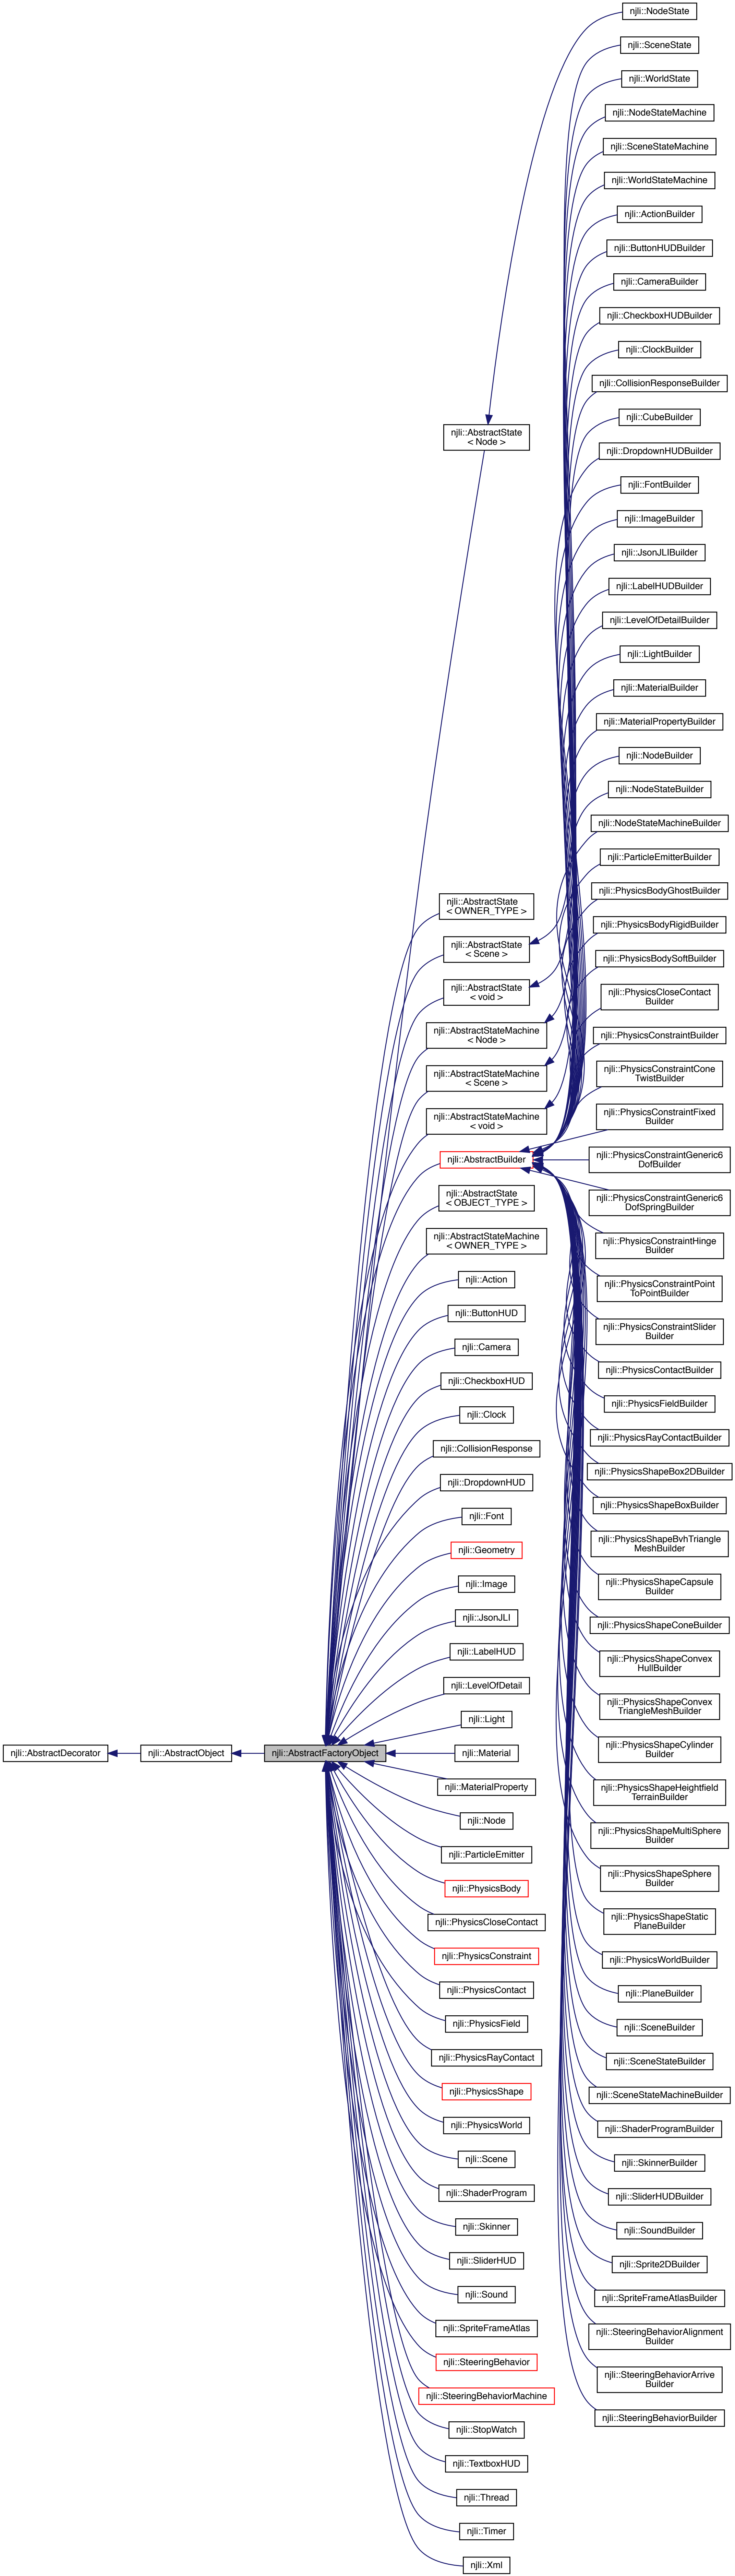 njli::AbstractDecorator
njli::AbstractObject
njli::AbstractFactoryObject
njli::AbstractState
< Node >
njli::AbstractState
< OWNER_TYPE >
njli::AbstractState
< Scene >
njli::AbstractState
< void >
njli::AbstractStateMachine
< Node >
njli::AbstractStateMachine
< Scene >
njli::AbstractStateMachine
< void >
njli::AbstractBuilder
njli::AbstractState
< OBJECT_TYPE >
njli::AbstractStateMachine
< OWNER_TYPE >
njli::Action
njli::ButtonHUD
njli::Camera
njli::CheckboxHUD
njli::Clock
njli::CollisionResponse
njli::DropdownHUD
njli::Font
njli::Geometry
njli::Image
njli::JsonJLI
njli::LabelHUD
njli::LevelOfDetail
njli::Light
njli::Material
njli::MaterialProperty
njli::Node
njli::ParticleEmitter
njli::PhysicsBody
njli::PhysicsCloseContact
njli::PhysicsConstraint
njli::PhysicsContact
njli::PhysicsField
njli::PhysicsRayContact
njli::PhysicsShape
njli::PhysicsWorld
njli::Scene
njli::ShaderProgram
njli::Skinner
njli::SliderHUD
njli::Sound
njli::SpriteFrameAtlas
njli::SteeringBehavior
njli::SteeringBehaviorMachine
njli::StopWatch
njli::TextboxHUD
njli::Thread
njli::Timer
njli::Xml
njli::NodeState
njli::SceneState
njli::WorldState
njli::NodeStateMachine
njli::SceneStateMachine
njli::WorldStateMachine
njli::ActionBuilder
njli::ButtonHUDBuilder
njli::CameraBuilder
njli::CheckboxHUDBuilder
njli::ClockBuilder
njli::CollisionResponseBuilder
njli::CubeBuilder
njli::DropdownHUDBuilder
njli::FontBuilder
njli::ImageBuilder
njli::JsonJLIBuilder
njli::LabelHUDBuilder
njli::LevelOfDetailBuilder
njli::LightBuilder
njli::MaterialBuilder
njli::MaterialPropertyBuilder
njli::NodeBuilder
njli::NodeStateBuilder
njli::NodeStateMachineBuilder
njli::ParticleEmitterBuilder
njli::PhysicsBodyGhostBuilder
njli::PhysicsBodyRigidBuilder
njli::PhysicsBodySoftBuilder
njli::PhysicsCloseContact
Builder
njli::PhysicsConstraintBuilder
njli::PhysicsConstraintCone
TwistBuilder
njli::PhysicsConstraintFixed
Builder
njli::PhysicsConstraintGeneric6
DofBuilder
njli::PhysicsConstraintGeneric6
DofSpringBuilder
njli::PhysicsConstraintHinge
Builder
njli::PhysicsConstraintPoint
ToPointBuilder
njli::PhysicsConstraintSlider
Builder
njli::PhysicsContactBuilder
njli::PhysicsFieldBuilder
njli::PhysicsRayContactBuilder
njli::PhysicsShapeBox2DBuilder
njli::PhysicsShapeBoxBuilder
njli::PhysicsShapeBvhTriangle
MeshBuilder
njli::PhysicsShapeCapsule
Builder
njli::PhysicsShapeConeBuilder
njli::PhysicsShapeConvex
HullBuilder
njli::PhysicsShapeConvex
TriangleMeshBuilder
njli::PhysicsShapeCylinder
Builder
njli::PhysicsShapeHeightfield
TerrainBuilder
njli::PhysicsShapeMultiSphere
Builder
njli::PhysicsShapeSphere
Builder
njli::PhysicsShapeStatic
PlaneBuilder
njli::PhysicsWorldBuilder
njli::PlaneBuilder
njli::SceneBuilder
njli::SceneStateBuilder
njli::SceneStateMachineBuilder
njli::ShaderProgramBuilder
njli::SkinnerBuilder
njli::SliderHUDBuilder
njli::SoundBuilder
njli::Sprite2DBuilder
njli::SpriteFrameAtlasBuilder
njli::SteeringBehaviorAlignment
Builder
njli::SteeringBehaviorArrive
Builder
njli::SteeringBehaviorBuilder